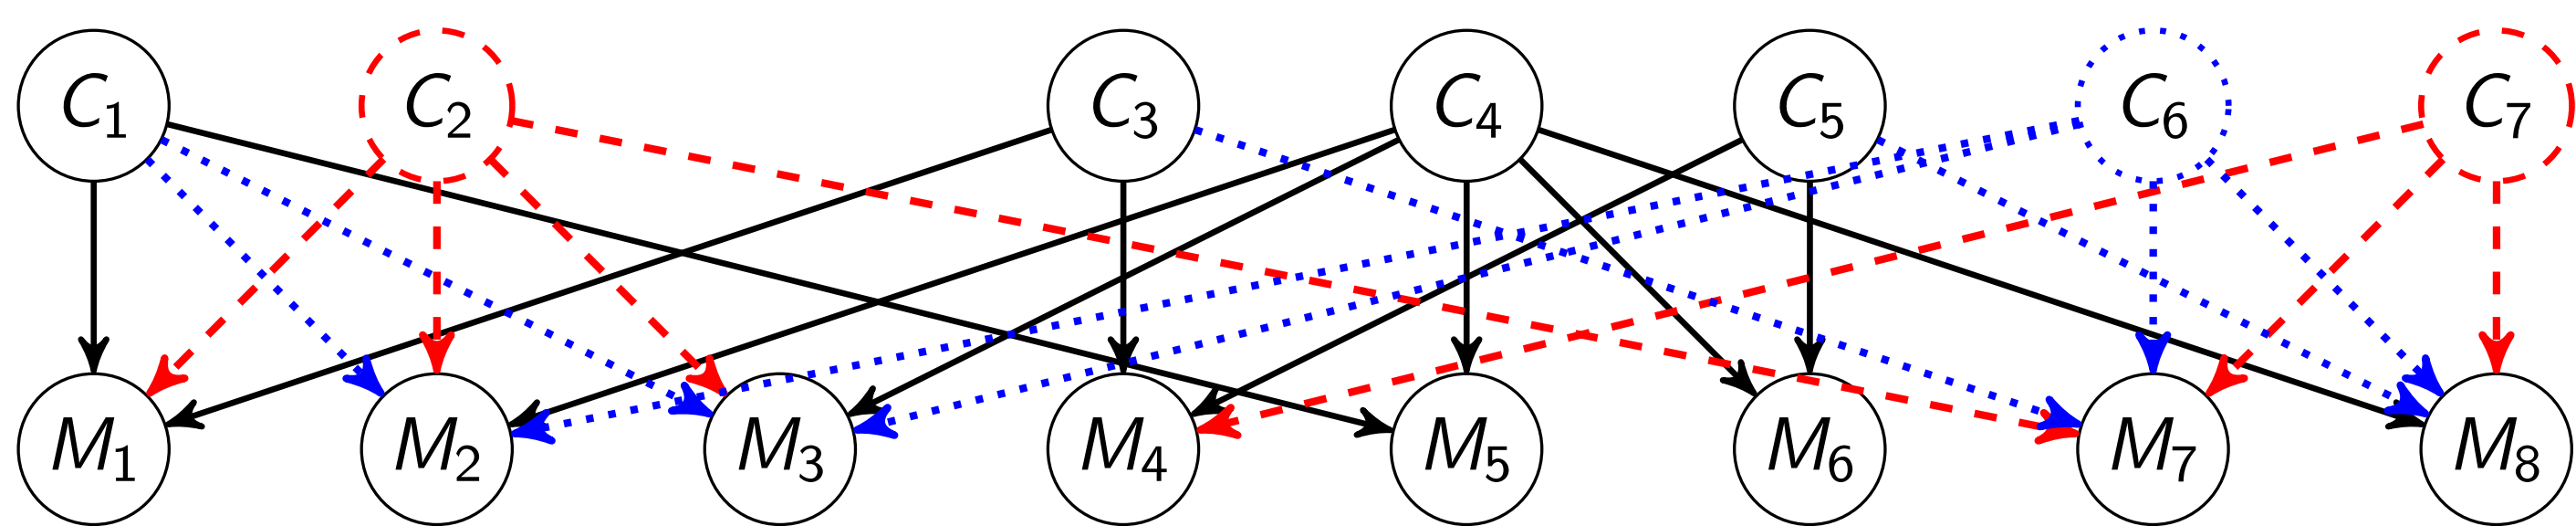 C₁ C₂ C₃ C₄ C₅ C₆ C₇
M₁ M₂ M₃ M₄ M₅ M₆ M₇ M₈